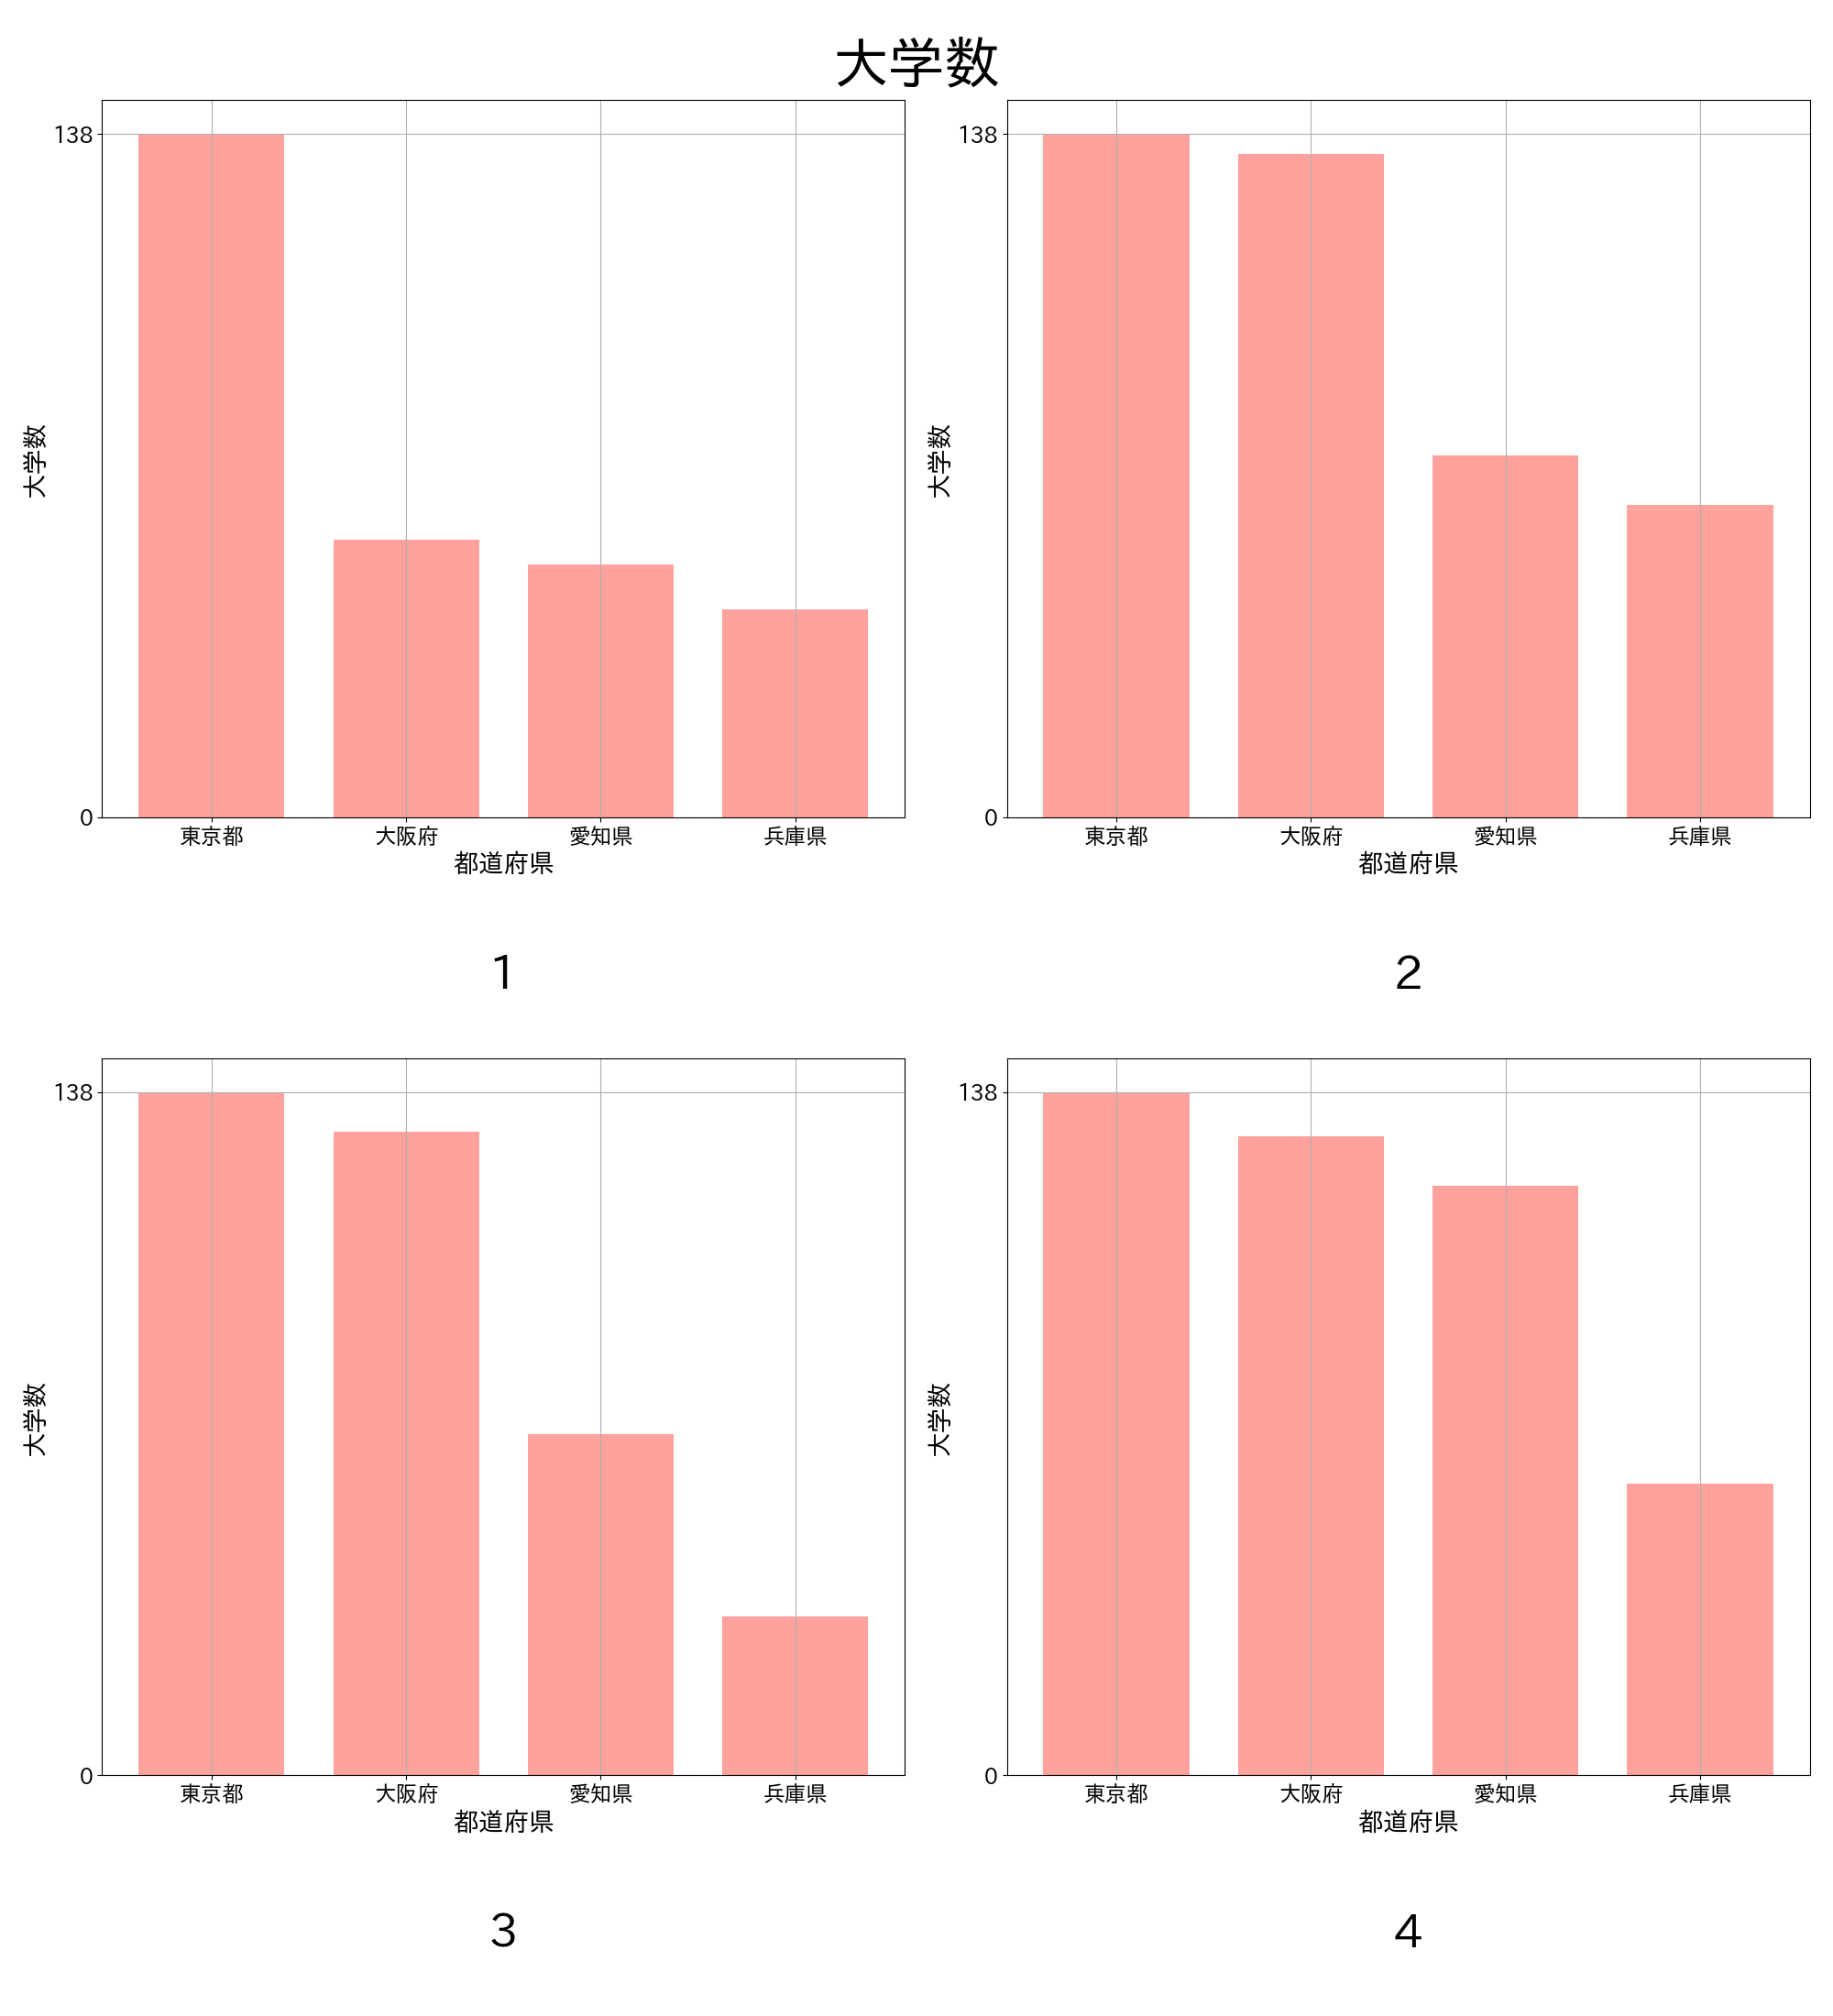 大学数
138
0
大学数
東京都 大阪府 愛知県 兵庫県
都道府県
1
138
0
大学数
東京都 大阪府 愛知県 兵庫県
都道府県
2
138
0
大学数
東京都 大阪府 愛知県 兵庫県
都道府県
3
138
0
大学数
東京都 大阪府 愛知県 兵庫県
都道府県
4